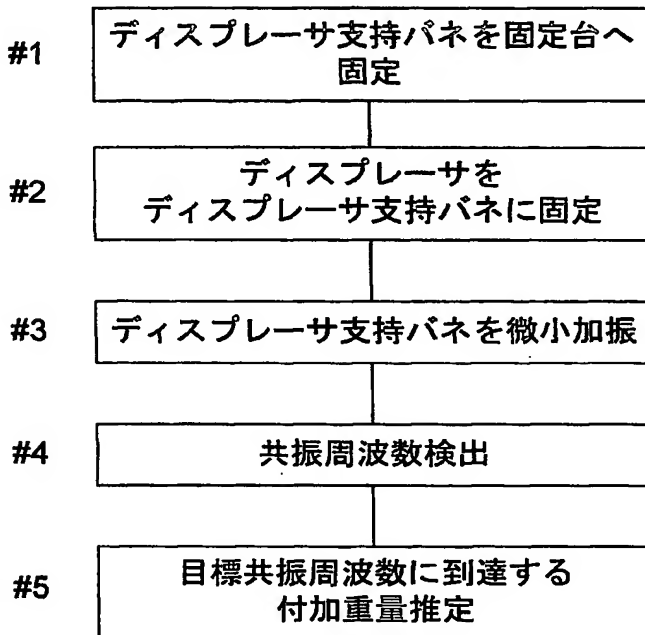 #1
ディスプレーサ支持バネを固定台へ
固定
#2
ディスプレーサを
ディスプレーサ支持バネに固定
#3
ディスプレーサ支持バネを微小加振
#4
共振周波数検出
#5
目標共振周波数に到達する
付加重量推定